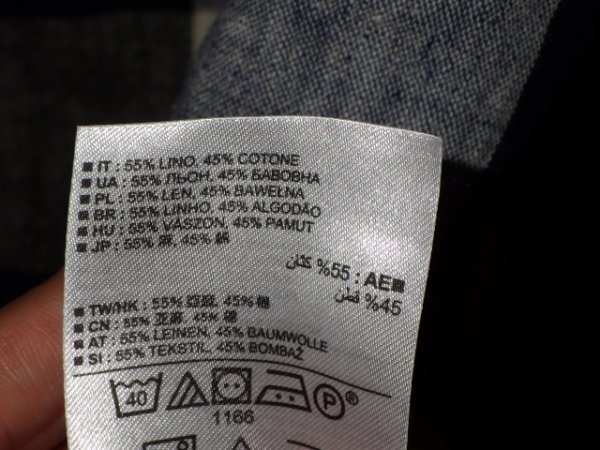 ■ IT : 55% LINO, 45% COTONE
■ UA : 55% ЛЬОН, 45% БАВОВНА
■ PL : 55% LEN, 45% BAWEŁNA
■ BR : 55% LINHO, 45% ALGODÃO
■ HU : 55% VÁSZON, 45% PAMUT
■ JP : 55% 麻, 45% 綿
■AE : 55% كتان
45% قطن
■ TW/HK : 55% 亞麻, 45% 棉
■ CN : 55% 亚麻, 45% 棉
■ AT : 55% LEINEN, 45% BAUMWOLLE
■ SI : 55% TEKSTIL, 45% BOMBAŽ
40 P ®
1166